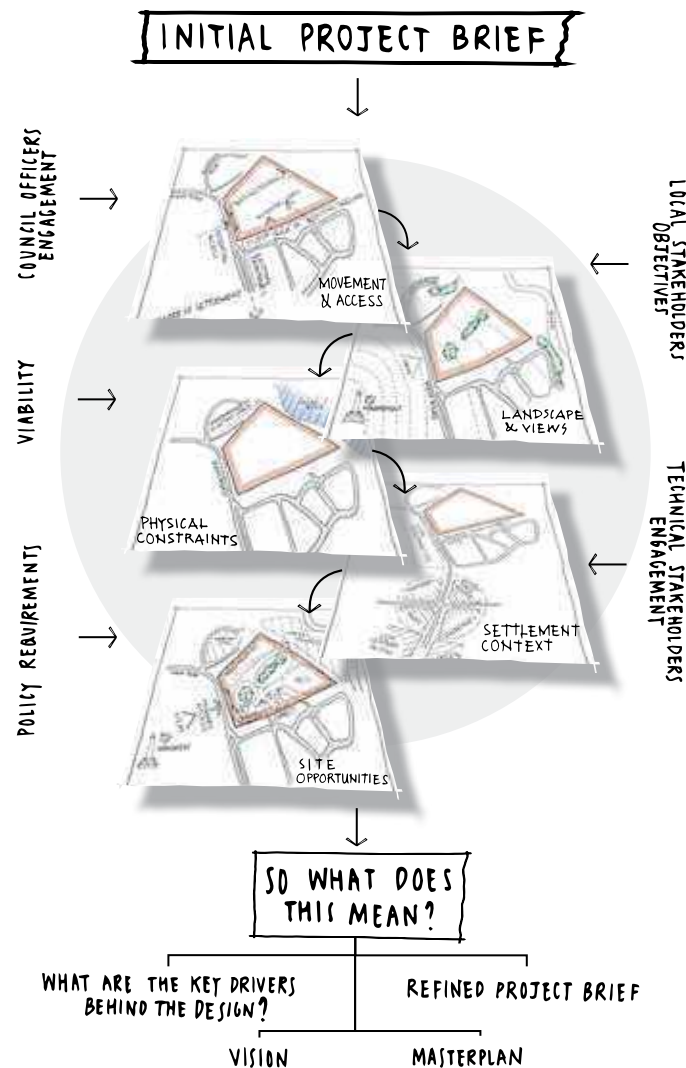 INITIAL PROJECT BRIEF
COUNCIL OFFICERS
ENGAGEMENT
MOVEMENT
& ACCESS
LOCAL STAKEHOLDERS
OBJECTIVES
VIABILITY
LANDSCAPE
& VIEWS
PHYSICAL
CONSTRAINTS
TECHNICAL STAKEHOLDERS
ENGAGEMENT
SETTLEMENT
CONTEXT
POLICY REQUIREMENTS
SITE
OPPORTUNITIES
SO WHAT DOES
THIS MEAN?
WHAT ARE THE KEY DRIVERS
BEHIND THE DESIGN?
REFINED PROJECT BRIEF
VISION
MASTERPLAN